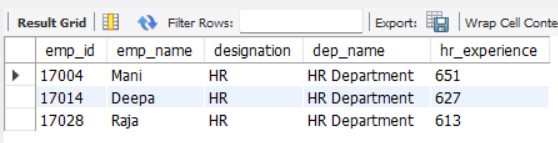 Result Grid Filter Rows: Export: Wrap Cell Conte
emp_id emp_name designation dep_name hr_experience
17004 Mani HR HR Department 651
17014 Deepa HR HR Department 627
17028 Raja HR HR Department 613